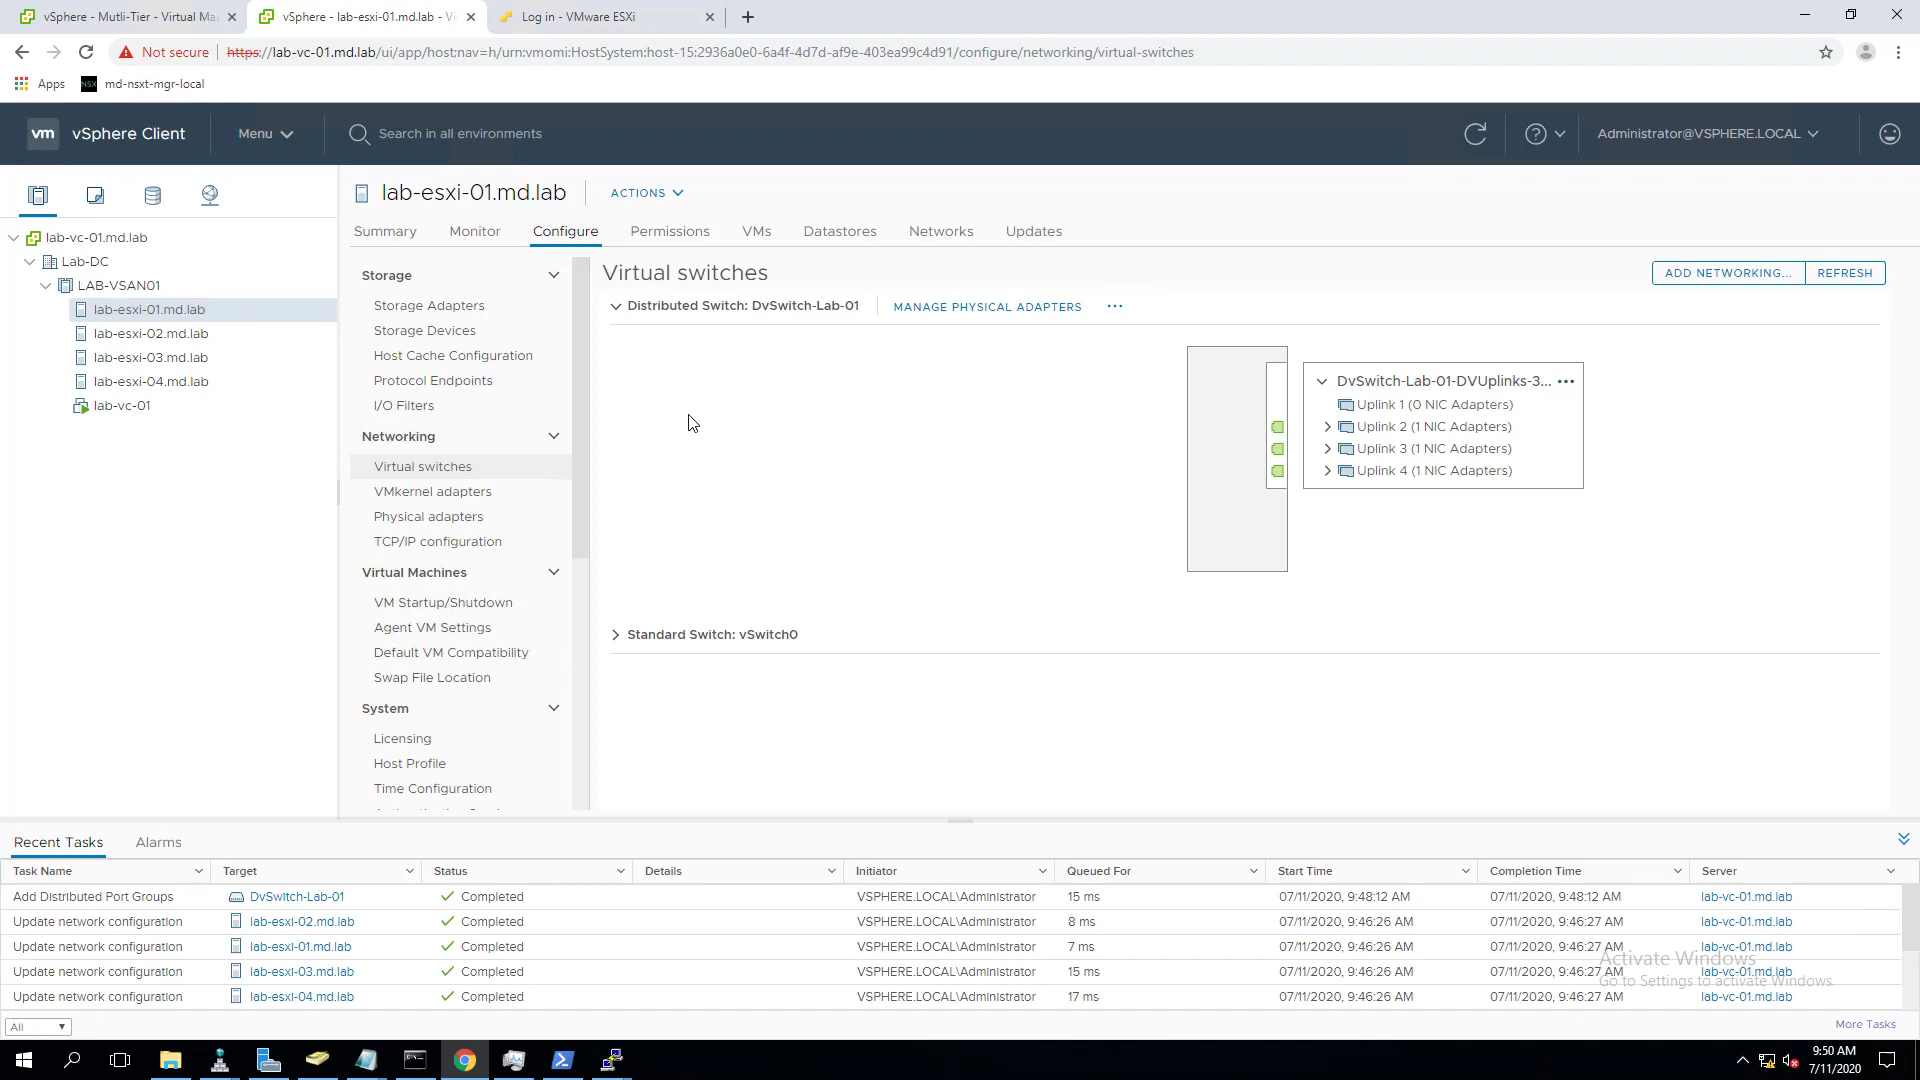 vSphere - Mutli-Tier - Virtual Ma
vSphere - lab-esxi-01.md.lab - V
Log in - VMware ESXi
Not secure
https://lab-vc-01.md.lab/ui/app/host;nav=h/urn:vmomi:HostSystem:host-15:2936a0e0-6a4f-4d7d-af9e-403ea99c4d91/configure/networking/virtual-switches
Apps
NSX
md-nsxt-mgr-local
vm
vSphere Client
Menu
Search in all environments
Administrator@VSPHERE.LOCAL
lab-vc-01.md.lab
Lab-DC
LAB-VSAN01
lab-esxi-01.md.lab
lab-esxi-02.md.lab
lab-esxi-03.md.lab
lab-esxi-04.md.lab
lab-vc-01
lab-esxi-01.md.lab
ACTIONS
Summary
Monitor
Configure
Permissions
VMs
Datastores
Networks
Updates
Storage
Storage Adapters
Storage Devices
Host Cache Configuration
Protocol Endpoints
I/O Filters
Networking
Virtual switches
VMkernel adapters
Physical adapters
TCP/IP configuration
Virtual Machines
VM Startup/Shutdown
Agent VM Settings
Default VM Compatibility
Swap File Location
System
Licensing
Host Profile
Time Configuration
Virtual switches
ADD NETWORKING...
REFRESH
Distributed Switch: DvSwitch-Lab-01
MANAGE PHYSICAL ADAPTERS
...
DvSwitch-Lab-01-DVUplinks-3... ...
Uplink 1 (0 NIC Adapters)
Uplink 2 (1 NIC Adapters)
Uplink 3 (1 NIC Adapters)
Uplink 4 (1 NIC Adapters)
Standard Switch: vSwitch0
Recent Tasks
Alarms
Task Name Target Status Details Initiator Queued For Start Time Completion Time Server
Add Distributed Port Groups DvSwitch-Lab-01 Completed VSPHERE.LOCAL\Administrator 15 ms 07/11/2020, 9:48:12 AM 07/11/2020, 9:48:12 AM lab-vc-01.md.lab
Update network configuration lab-esxi-02.md.lab Completed VSPHERE.LOCAL\Administrator 8 ms 07/11/2020, 9:46:26 AM 07/11/2020, 9:46:26 AM lab-vc-01.md.lab
Update network configuration lab-esxi-01.md.lab Completed VSPHERE.LOCAL\Administrator 7 ms 07/11/2020, 9:46:26 AM 07/11/2020, 9:46:27 AM lab-vc-01.md.lab
Update network configuration lab-esxi-03.md.lab Completed VSPHERE.LOCAL\Administrator 15 ms 07/11/2020, 9:46:26 AM 07/11/2020, 9:46:27 AM lab-vc-01.md.lab
Update network configuration lab-esxi-04.md.lab Completed VSPHERE.LOCAL\Administrator 17 ms 07/11/2020, 9:46:26 AM 07/11/2020, 9:46:27 AM lab-vc-01.md.lab
Activate Windows
Go to Settings to activate Windows.
All
More Tasks
9:50 AM
7/11/2020